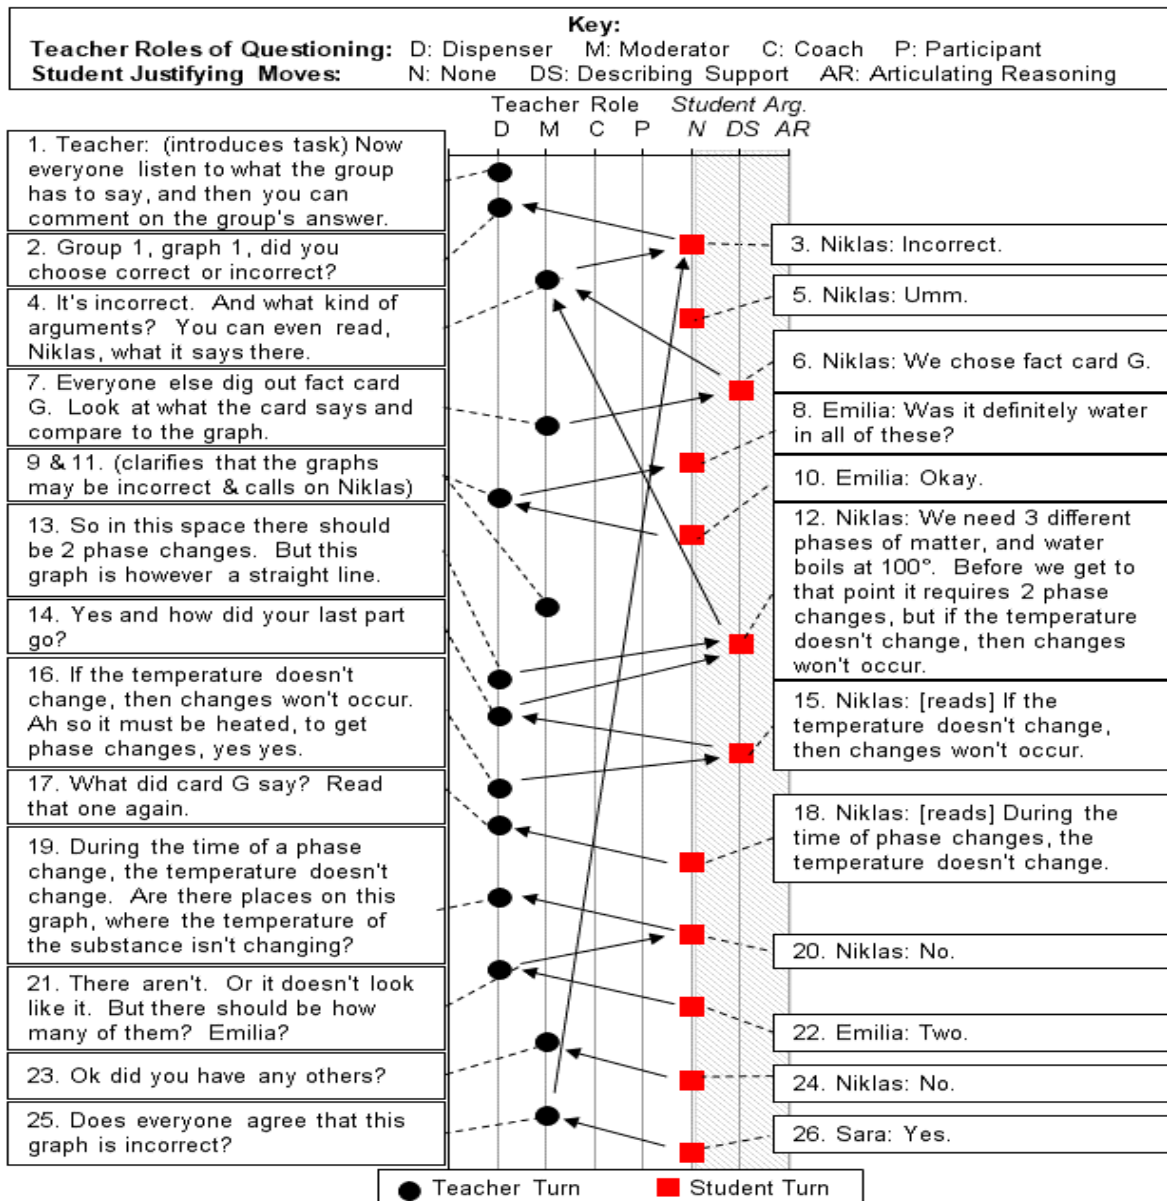 Key:
Teacher Roles of Questioning: D: Dispenser M: Moderator C: Coach P: Participant
Student Justifying Moves: N: None DS: Describing Support AR: Articulating Reasoning
Teacher Role Student Arg.
D M C P N DS AR
1. Teacher: (introduces task) Now
everyone listen to what the group
has to say, and then you can
comment on the group's answer.
2. Group 1, graph 1, did you
choose correct or incorrect?
3. Niklas: Incorrect.
4. It's incorrect. And what kind of
arguments? You can even read,
Niklas, what it says there.
5. Niklas: Umm.
6. Niklas: We chose fact card G.
7. Everyone else dig out fact card
G. Look at what the card says and
compare to the graph.
8. Emilia: Was it definitely water
in all of these?
9 & 11. (clarifies that the graphs
may be incorrect & calls on Niklas)
10. Emilia: Okay.
12. Niklas: We need 3 different
phases of matter, and water
boils at 100°. Before we get to
that point it requires 2 phase
changes, but if the temperature
doesn't change, then changes
won't occur.
13. So in this space there should
be 2 phase changes. But this
graph is however a straight line.
14. Yes and how did your last part
go?
15. Niklas: [reads] If the
temperature doesn't change,
then changes won't occur.
16. If the temperature doesn't
change, then changes won't occur.
Ah so it must be heated, to get
phase changes, yes yes.
17. What did card G say? Read
that one again.
18. Niklas: [reads] During the
time of phase changes, the
temperature doesn't change.
19. During the time of a phase
change, the temperature doesn't
change. Are there places on this
graph, where the temperature of
the substance isn't changing?
20. Niklas: No.
21. There aren't. Or it doesn't look
like it. But there should be how
many of them? Emilia?
22. Emilia: Two.
23. Ok did you have any others?
24. Niklas: No.
25. Does everyone agree that this
graph is incorrect?
26. Sara: Yes.
Teacher Turn Student Turn